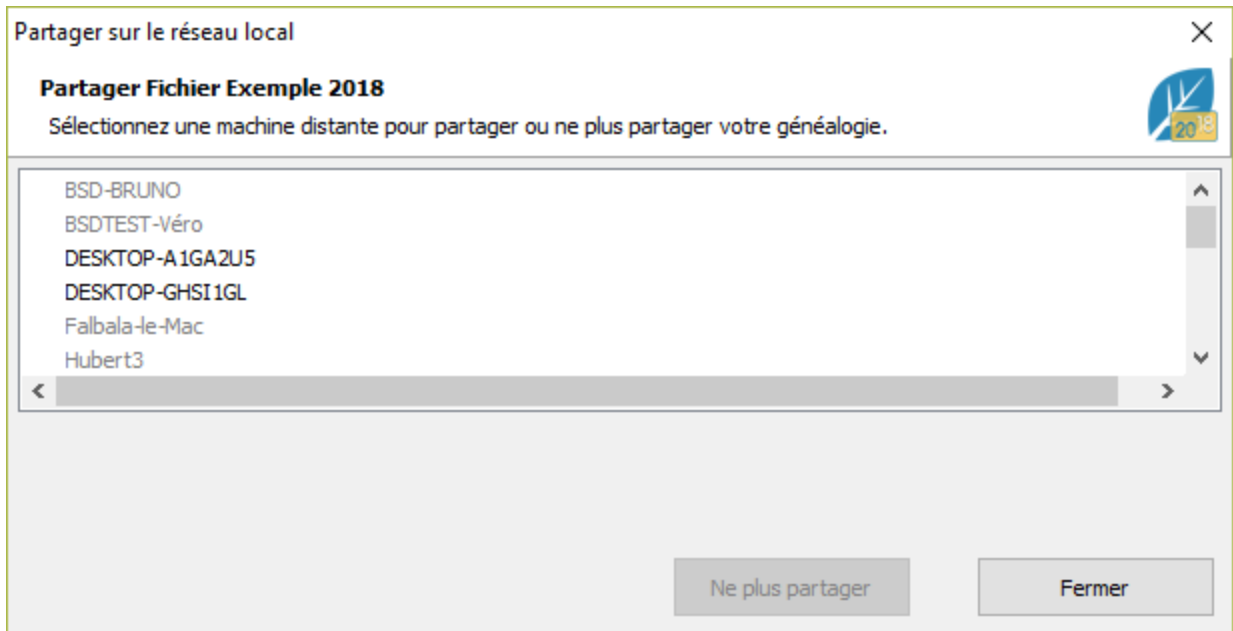 Partager sur le réseau local
Partager Fichier Exemple 2018
Sélectionnez une machine distante pour partager ou ne plus partager votre généalogie.
2018
BSD-BRUNO
BSDTEST-Véro
DESKTOP-A1GA2U5
DESKTOP-GHSI1GL
Falbala-le-Mac
Hubert3
Ne plus partager
Fermer